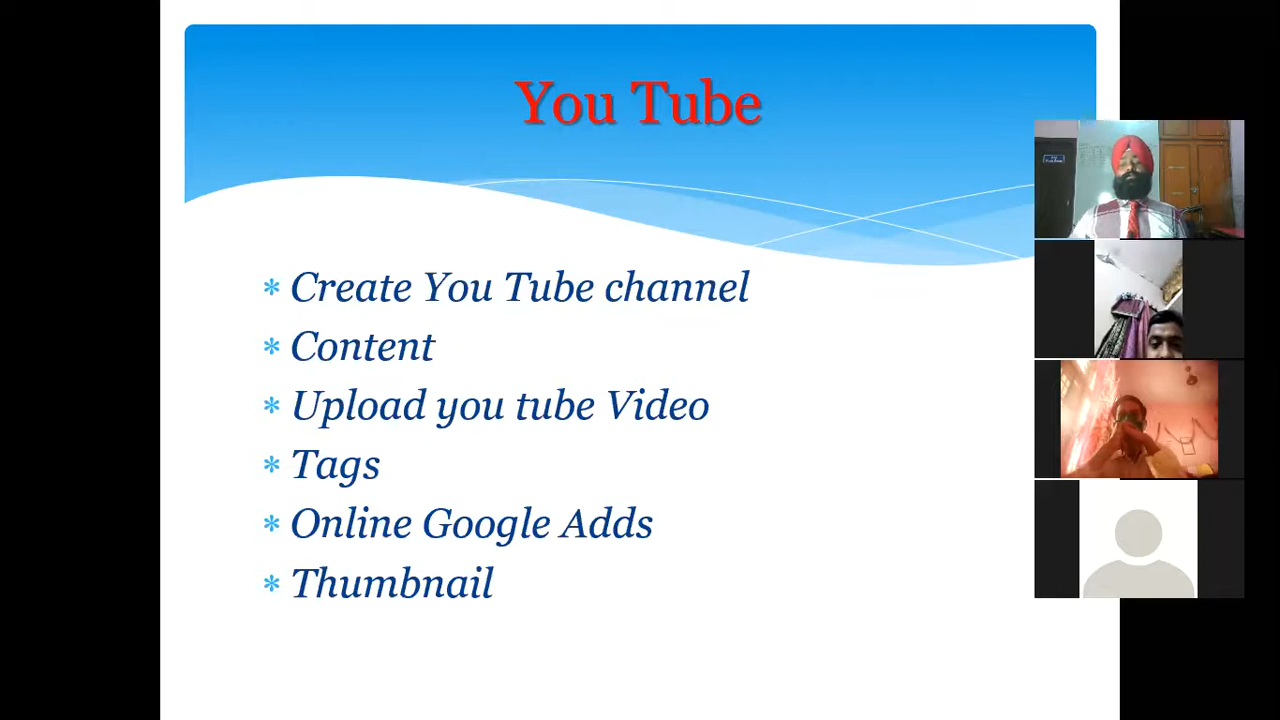 You Tube
* Create You Tube channel
* Content
* Upload you tube Video
* Tags
* Online Google Adds
* Thumbnail